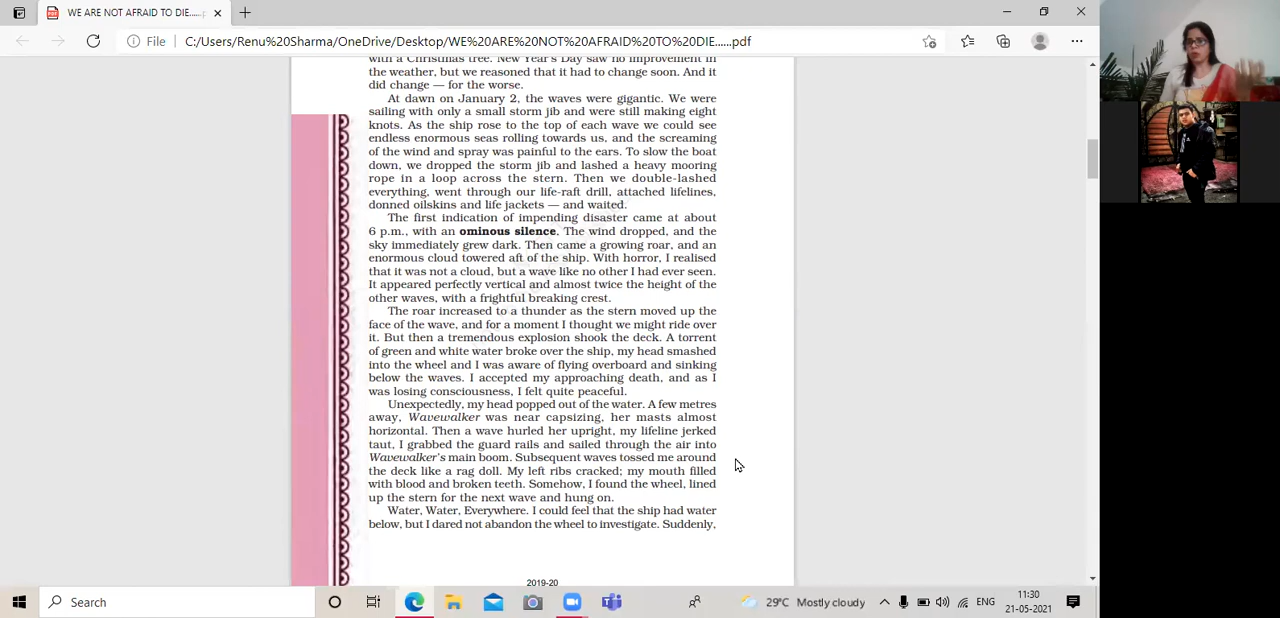 WE ARE NOT AFRAID TO DIE.....p
File
C:/Users/Renu%20Sharma/OneDrive/Desktop/WE%20ARE%20NOT%20AFRAID%20TO%20DIE......pdf
with a Christmas tree. New Year's Day saw no improvement in
the weather, but we reasoned that it had to change soon. And it
did change — for the worse.
At dawn on January 2, the waves were gigantic. We were
sailing with only a small storm jib and were still making eight
knots. As the ship rose to the top of each wave we could see
endless enormous seas rolling towards us, and the screaming
of the wind and spray was painful to the ears. To slow the boat
down, we dropped the storm jib and lashed a heavy mooring
rope in a loop across the stern. Then we double-lashed
everything, went through our life-raft drill, attached lifelines,
donned oilskins and life jackets — and waited.
The first indication of impending disaster came at about
6 p.m., with an ominous silence. The wind dropped, and the
sky immediately grew dark. Then came a growing roar, and an
enormous cloud towered aft of the ship. With horror, I realised
that it was not a cloud, but a wave like no other I had ever seen.
It appeared perfectly vertical and almost twice the height of the
other waves, with a frightful breaking crest.
The roar increased to a thunder as the stern moved up the
face of the wave, and for a moment I thought we might ride over
it. But then a tremendous explosion shook the deck. A torrent
of green and white water broke over the ship, my head smashed
into the wheel and I was aware of flying overboard and sinking
below the waves. I accepted my approaching death, and as I
was losing consciousness, I felt quite peaceful.
Unexpectedly, my head popped out of the water. A few metres
away, Wavewalker was near capsizing, her masts almost
horizontal. Then a wave hurled her upright, my lifeline jerked
taut, I grabbed the guard rails and sailed through the air into
Wavewalker's main boom. Subsequent waves tossed me around
the deck like a rag doll. My left ribs cracked; my mouth filled
with blood and broken teeth. Somehow, I found the wheel, lined
up the stern for the next wave and hung on.
Water, Water, Everywhere. I could feel that the ship had water
below, but I dared not abandon the wheel to investigate. Suddenly,
2019-20
Search
29°C Mostly cloudy
ENG
11:30
21-05-2021